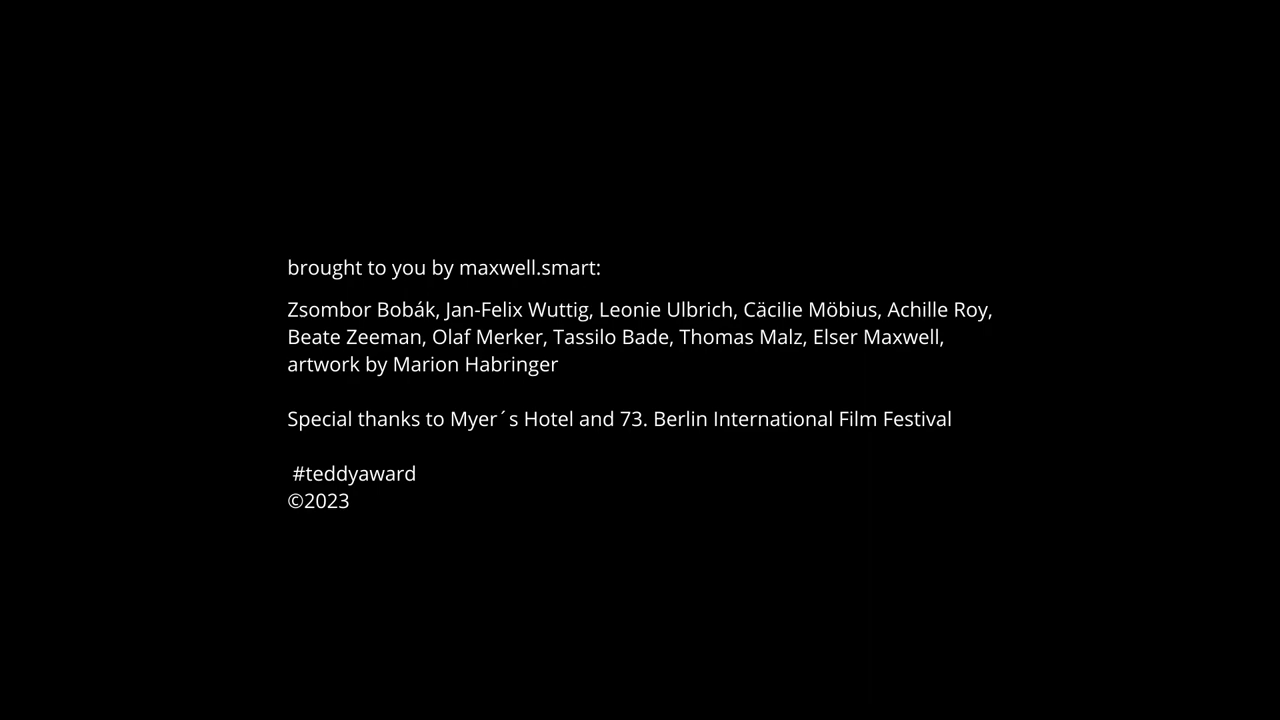 brought to you by maxwell.smart:
Zsombor Bobák, Jan-Felix Wuttig, Leonie Ulbrich, Cäcilie Möbius, Achille Roy,
Beate Zeeman, Olaf Merker, Tassilo Bade, Thomas Malz, Elser Maxwell,
artwork by Marion Habringer
Special thanks to Myer´s Hotel and 73. Berlin International Film Festival
#teddyaward
©2023